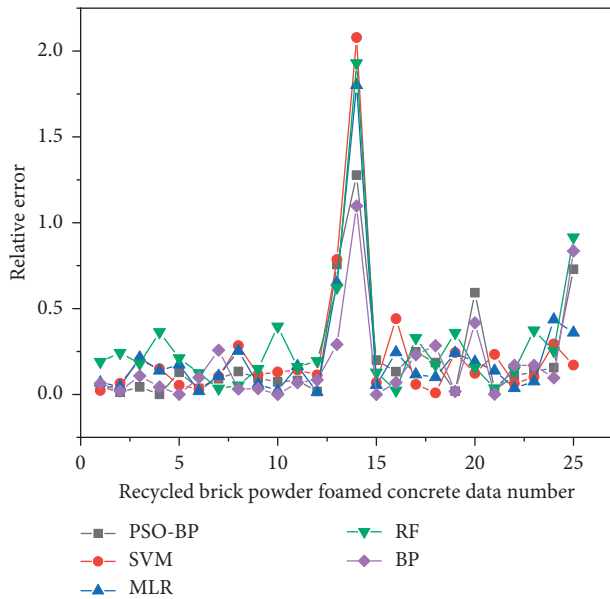 2.0
1.5
1.0
0.5
0.0
Relative error
0 5 10 15 20 25
Recycled brick powder foamed concrete data number
PSO-BP RF
SVM BP
MLR